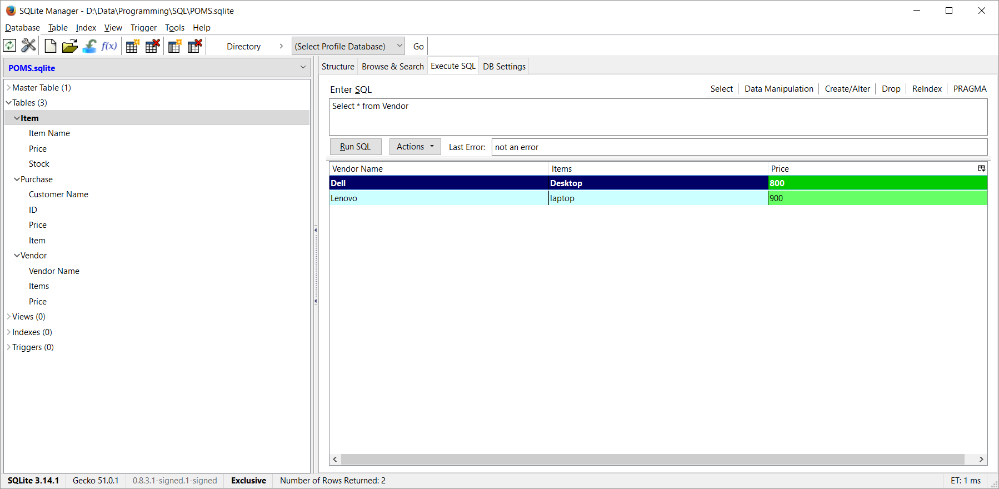 SQLite Manager - D:\Data\Programming\SQL\POMS.sqlite
Database Table Index View Trigger Tools Help
f(x) Directory (Select Profile Database) Go
POMS.sqlite
Master Table (1)
Tables (3)
Item
Item Name
Price
Stock
Purchase
Customer Name
ID
Price
Item
Vendor
Vendor Name
Items
Price
Views (0)
Indexes (0)
Triggers (0)
Structure Browse & Search Execute SQL DB Settings
Enter SQL Select Data Manipulation Create/Alter Drop ReIndex PRAGMA
Select * from Vendor
Run SQL Actions Last Error: not an error
Vendor Name Items Price
Dell Desktop 800
Lenovo laptop 900
SQLite 3.14.1 Gecko 51.0.1 0.8.3.1-signed.1-signed Exclusive Number of Rows Returned: 2 ET: 1 ms